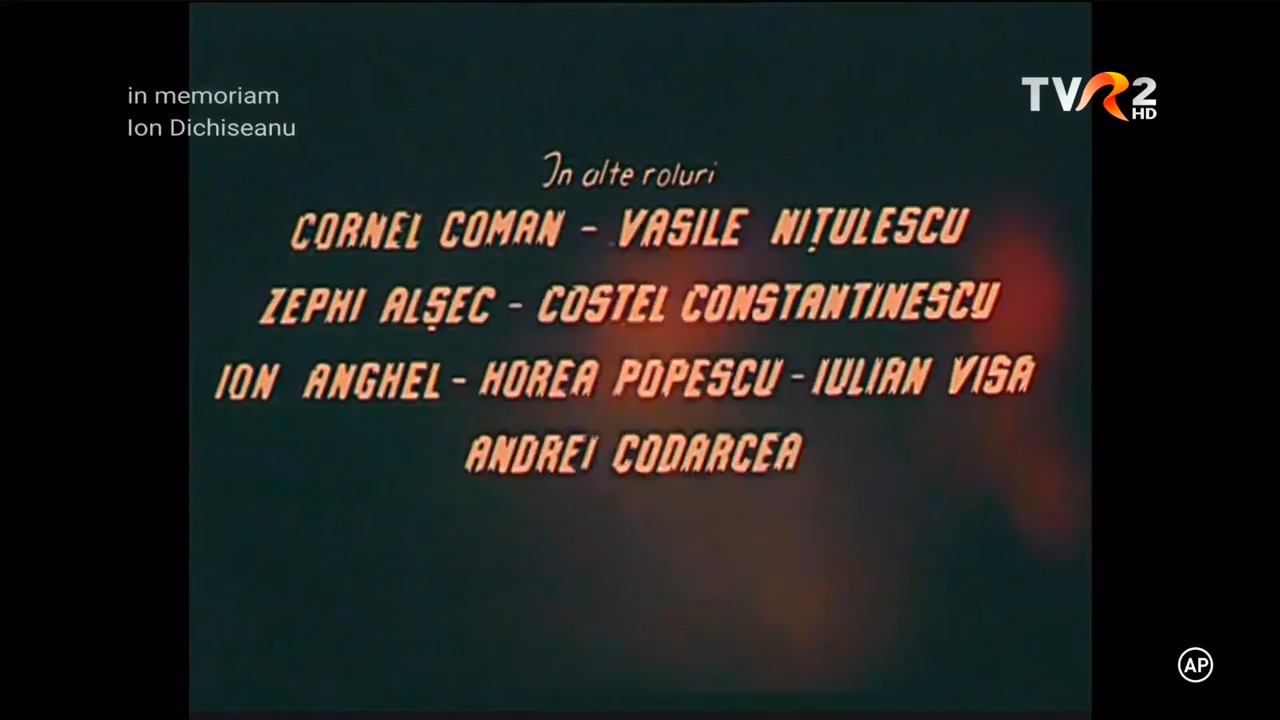 in memoriam
Ion Dichiseanu
TVR2
HD
In alte roluri
CORNEL COMAN - VASILE NIȚULESCU
ZEPHI ALȘEC - COSTEL CONSTANTINESCU
ION ANGHEL - HOREA POPESCU - IULIAN VISA
ANDREI CODARCEA
AP